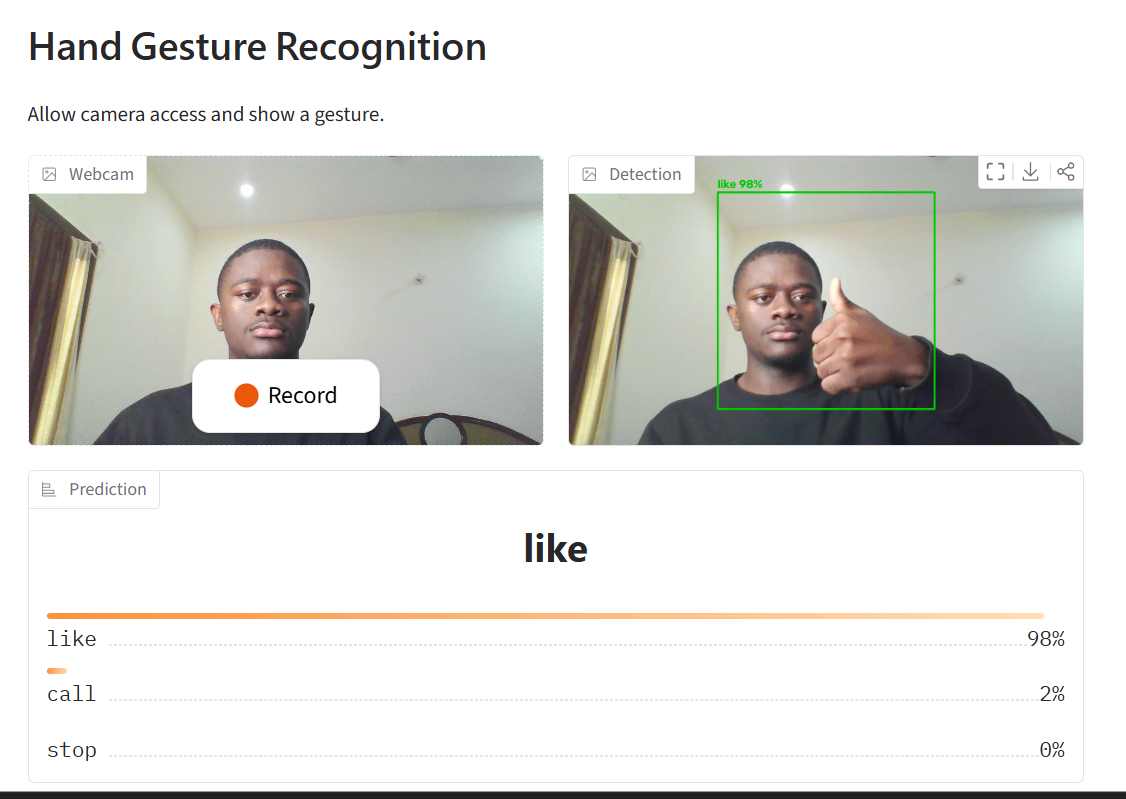 Hand Gesture Recognition
Allow camera access and show a gesture.
Webcam
Record
Detection
like 98%
Prediction
like
like 98%
call 2%
stop 0%